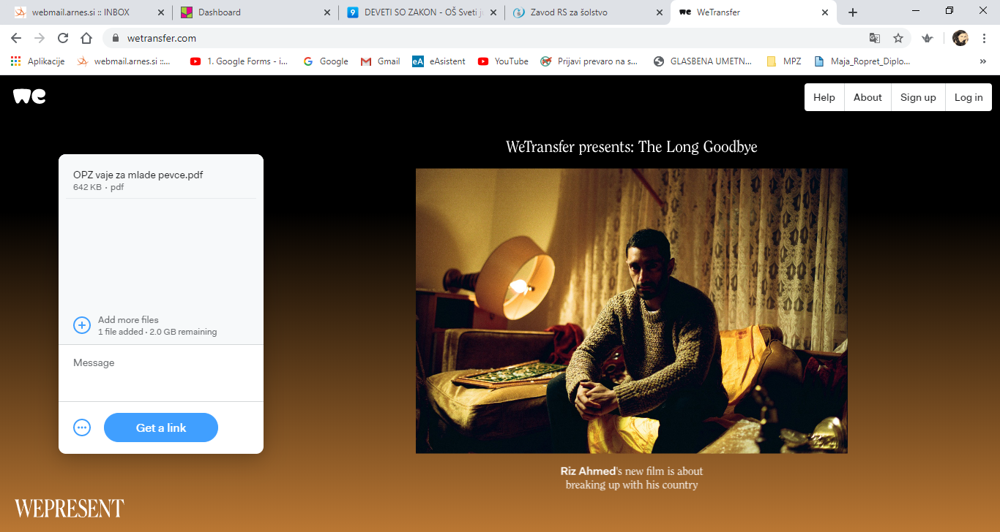 webmail.arnes.si :: INBOX
Dashboard
DEVETI SO ZAKON - OŠ Sveti j
Zavod RS za šolstvo
WeTransfer
wetransfer.com
Aplikacije
webmail.arnes.si ::...
1. Google Forms - i...
Google
Gmail
eA eAsistent
YouTube
Prijavi prevaro na s...
GLASBENA UMETN...
MPZ
Maja_Ropret_Diplo...
»
we
Help
About
Sign up
Log in
WeTransfer presents: The Long Goodbye
OPZ vaje za mlade pevce.pdf
642 KB · pdf
Add more files
1 file added · 2.0 GB remaining
Message
Get a link
Riz Ahmed's new film is about
breaking up with his country
WEPRESENT